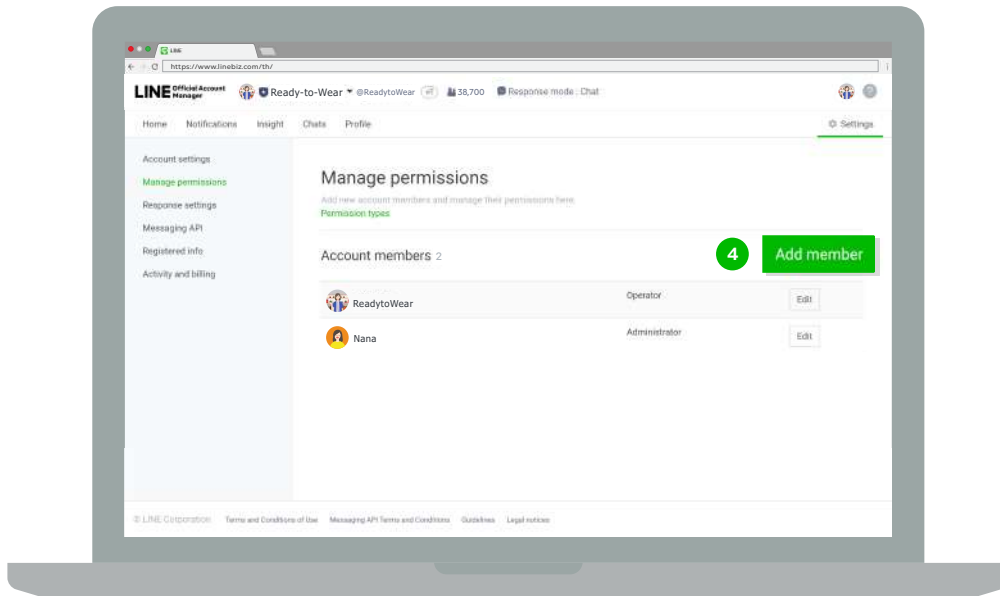 LINE
https://www.linebiz.com/th/
LINE Official Account Manager Ready-to-Wear @ReadytoWear 38,700 Response mode : Chat
Home Notifications Insight Chats Profile Settings
Account settings
Manage permissions
Response settings
Messaging API
Registered info
Activity and billing
Manage permissions
Add new account members and manage their permissions here.
Permission types
Account members 2
4 Add member
ReadytoWear Operator Edit
Nana Administrator Edit
© LINE Corporation Terms and Conditions of Use Messaging API Terms and Conditions Guidelines Legal notices